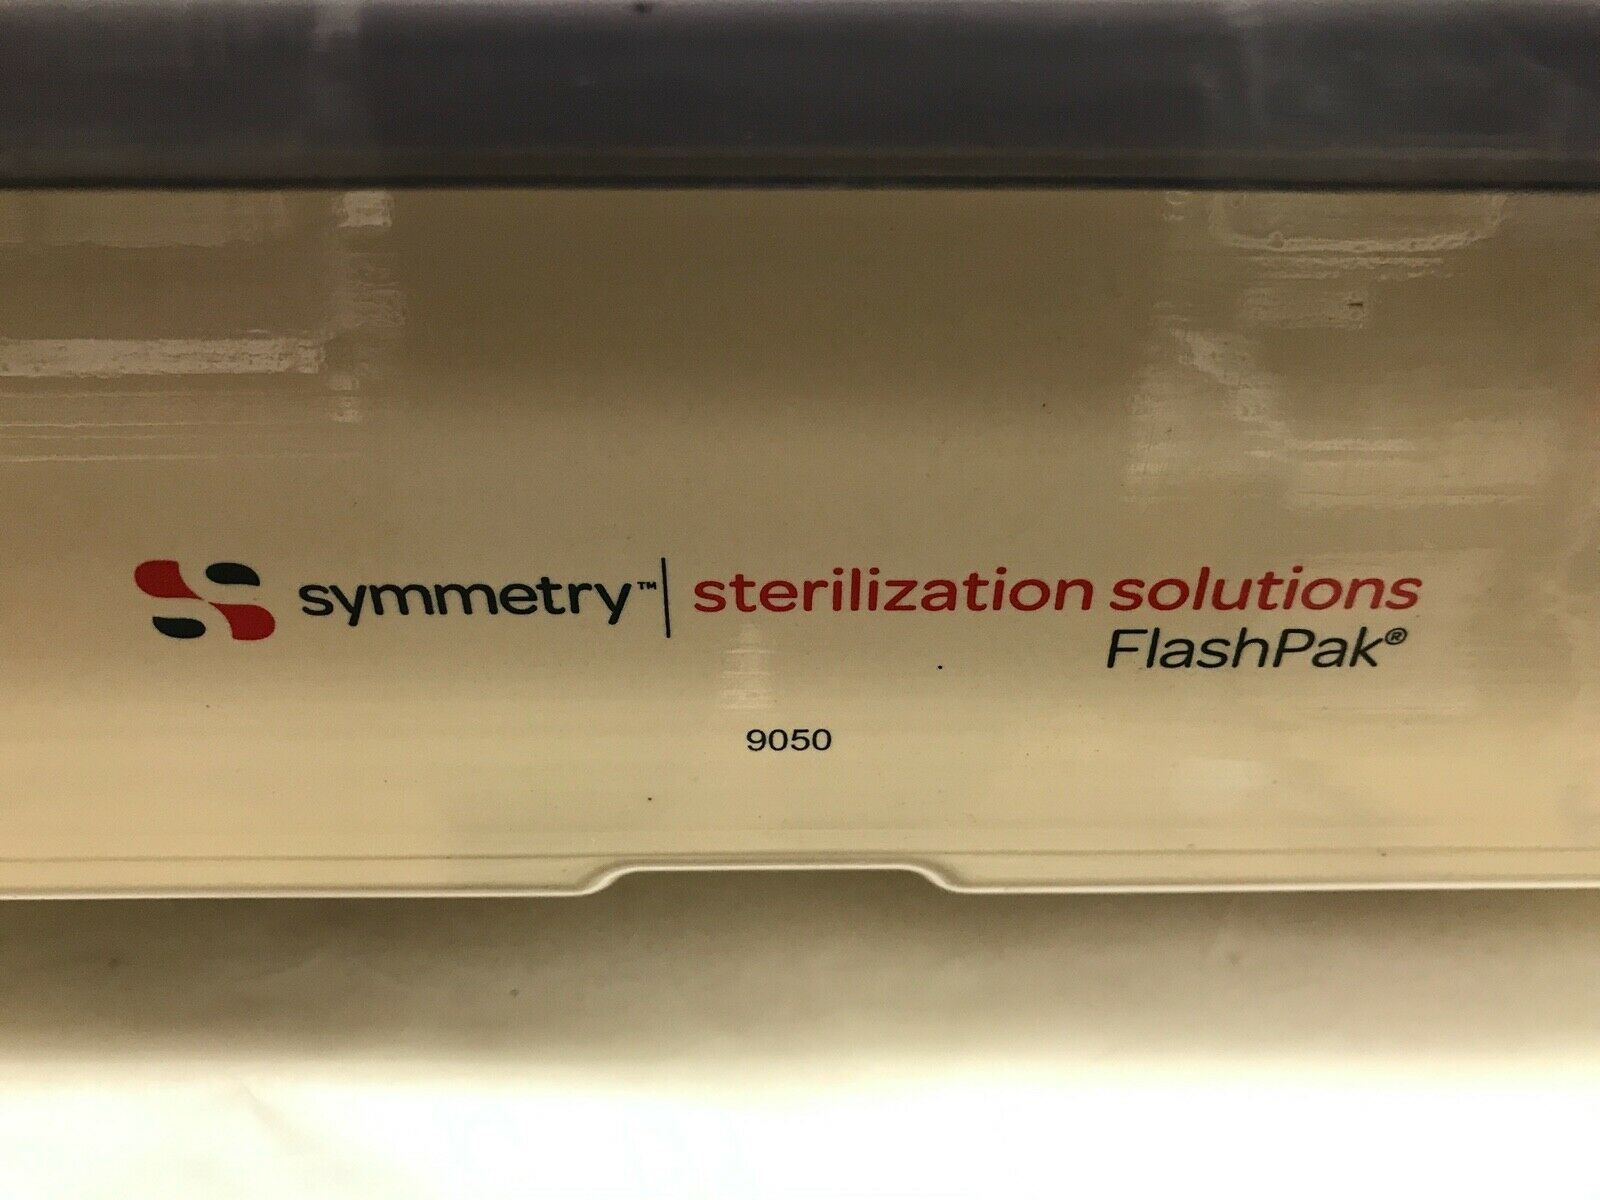 symmetry™ | sterilization solutions
FlashPak®
9050